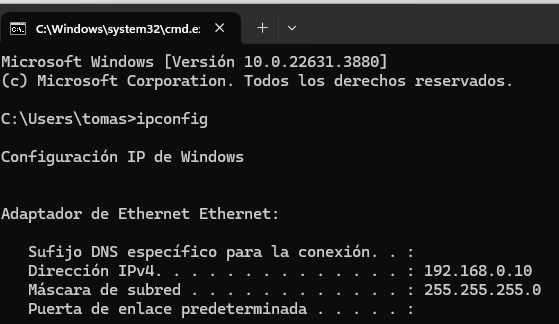 C:\Windows\system32\cmd.e
Microsoft Windows [Versión 10.0.22631.3880]
(c) Microsoft Corporation. Todos los derechos reservados.
C:\Users\tomas>ipconfig
Configuración IP de Windows
Adaptador de Ethernet Ethernet:
Sufijo DNS específico para la conexión. . :
Dirección IPv4. . . . . . . . . . . . . . : 192.168.0.10
Máscara de subred . . . . . . . . . . . . : 255.255.255.0
Puerta de enlace predeterminada . . . . . :